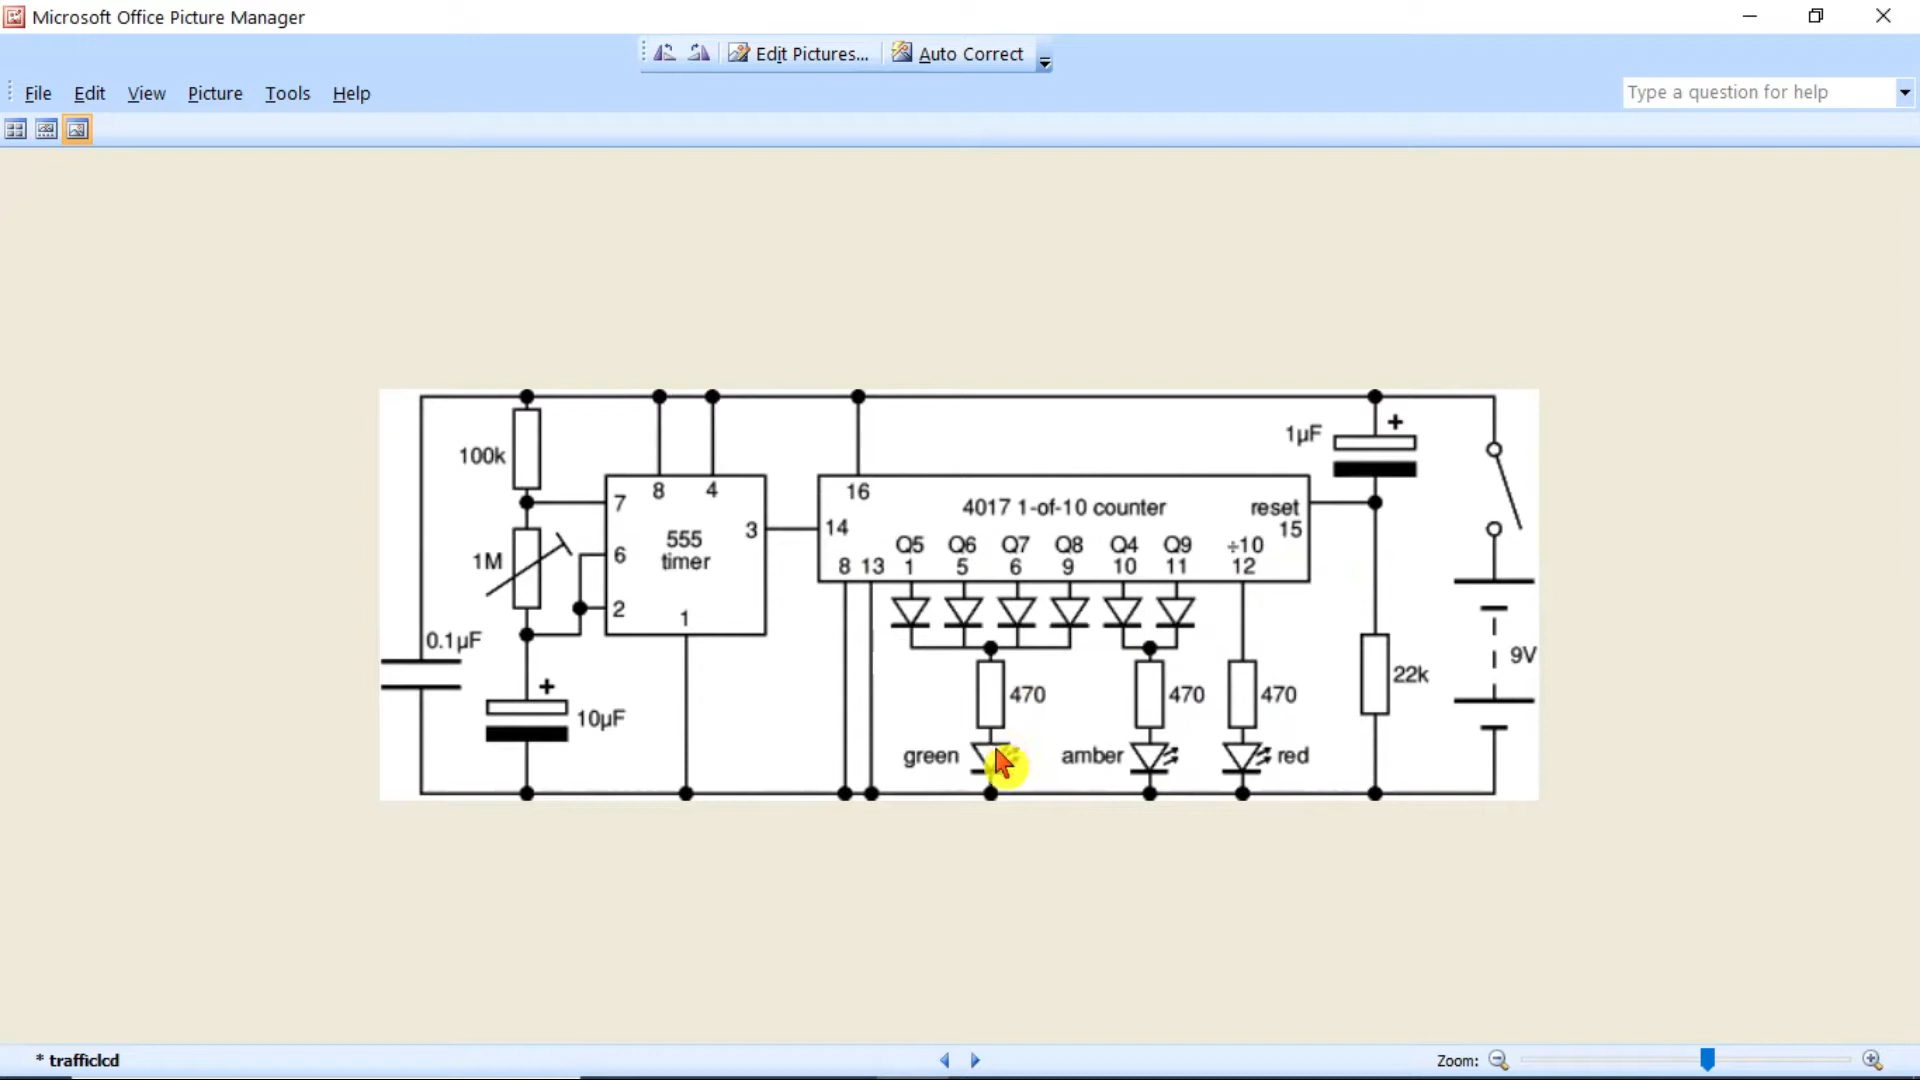 Microsoft Office Picture Manager
Edit Pictures... Auto Correct
File Edit View Picture Tools Help
Type a question for help
100k
1µF +
8 4
16
4017 1-of-10 counter
reset
7
555
timer
3
14
15
1M
6
Q5 Q6 Q7 Q8 Q4 Q9 ÷10
8 13 1 5 6 9 10 11 12
2
1
0.1µF
9V
+
10µF
470 470 470
22k
green amber red
* trafficlcd
Zoom: